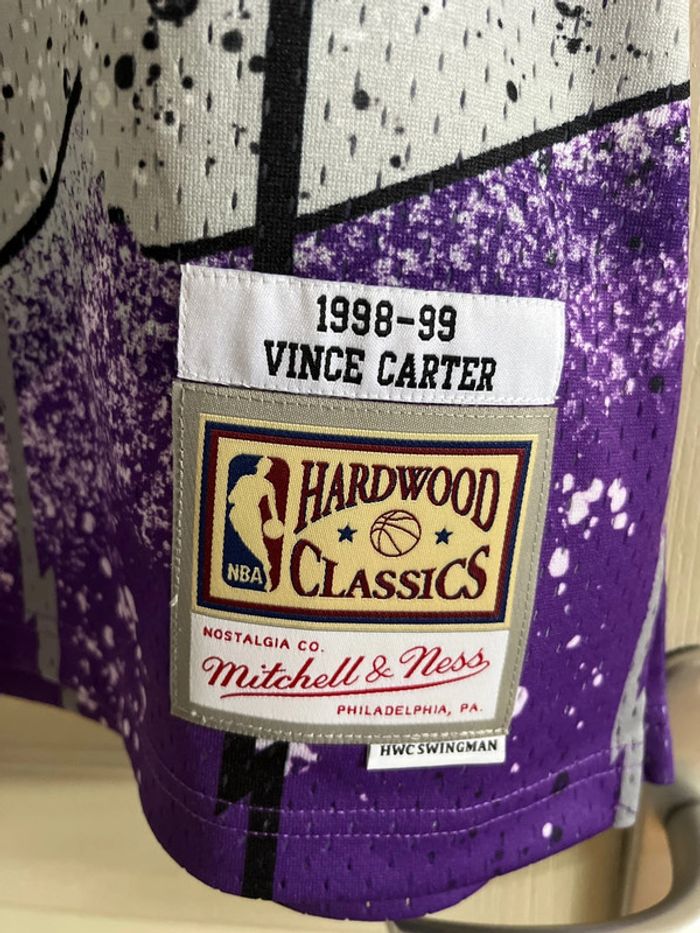 1998-99
VINCE CARTER
HARDWOOD
CLASSICS
NBA
NOSTALGIA CO.
Mitchell & Ness
PHILADELPHIA, PA.
HWC SWINGMAN